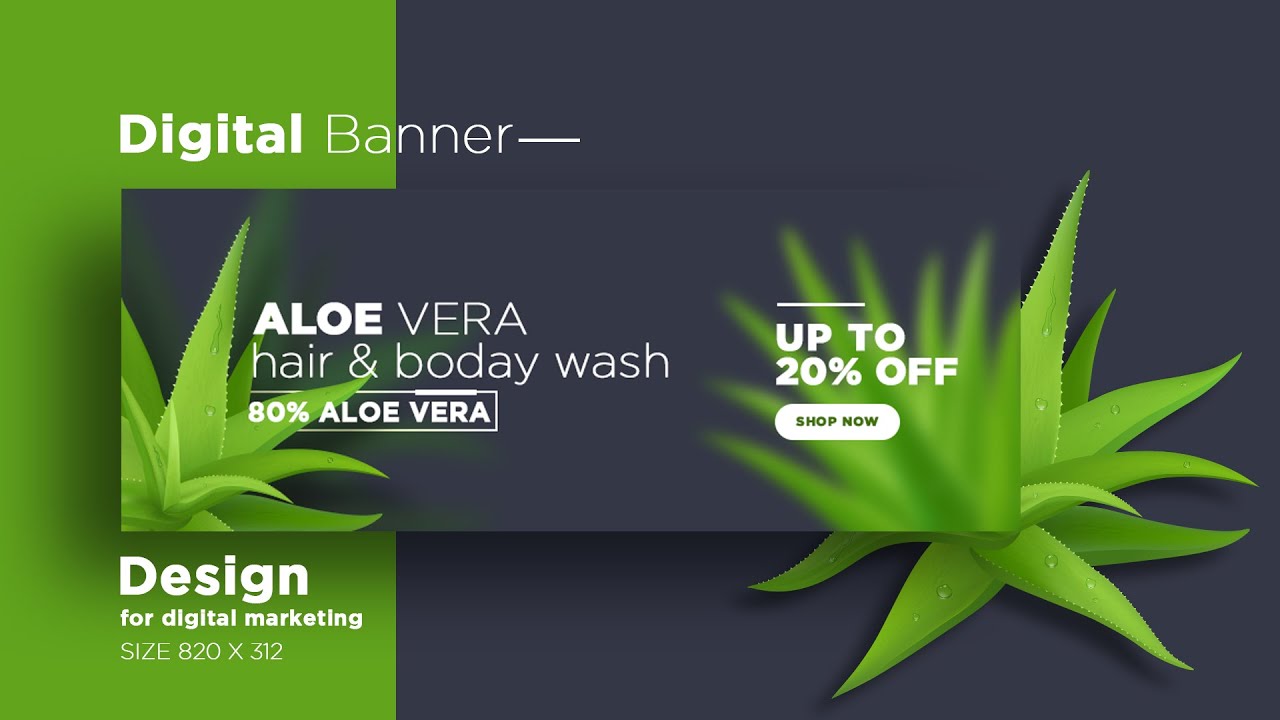 Digital Banner
ALOE VERA
hair & boday wash
80% ALOE VERA
UP TO
20% OFF
SHOP NOW
Design
for digital marketing
SIZE 820 X 312